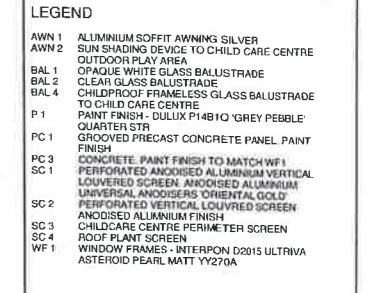 LEGEND
AWN 1 ALUMINIUM SOFFIT AWNING SILVER
AWN 2 SUN SHADING DEVICE TO CHILD CARE CENTRE
OUTDOOR PLAY AREA
BAL 1 OPAQUE WHITE GLASS BALUSTRADE
BAL 2 CLEAR GLASS BALUSTRADE
BAL 4 CHILDPROOF FRAMELESS GLASS BALUSTRADE
TO CHILD CARE CENTRE
P 1 PAINT FINISH - DULUX P14B1Q 'GREY PEBBLE'
QUARTER STR
PC 1 GROOVED PRECAST CONCRETE PANEL. PAINT
FINISH
PC 3 CONCRETE. PAINT FINISH TO MATCH WF1
SC 1 PERFORATED ANODISED ALUMINIUM VERTICAL
LOUVERED SCREEN. ANODISED ALUMINIUM
UNIVERSAL ANODISERS 'ORIENTAL GOLD'
SC 2 PERFORATED VERTICAL LOUVRED SCREEN
ANODISED ALUMNIUM FINISH
SC 3 CHILDCARE CENTRE PERIMETER SCREEN
SC 4 ROOF PLANT SCREEN
WF 1 WINDOW FRAMES - INTERPON D2015 ULTRIVA
ASTEROID PEARL MATT YY270A